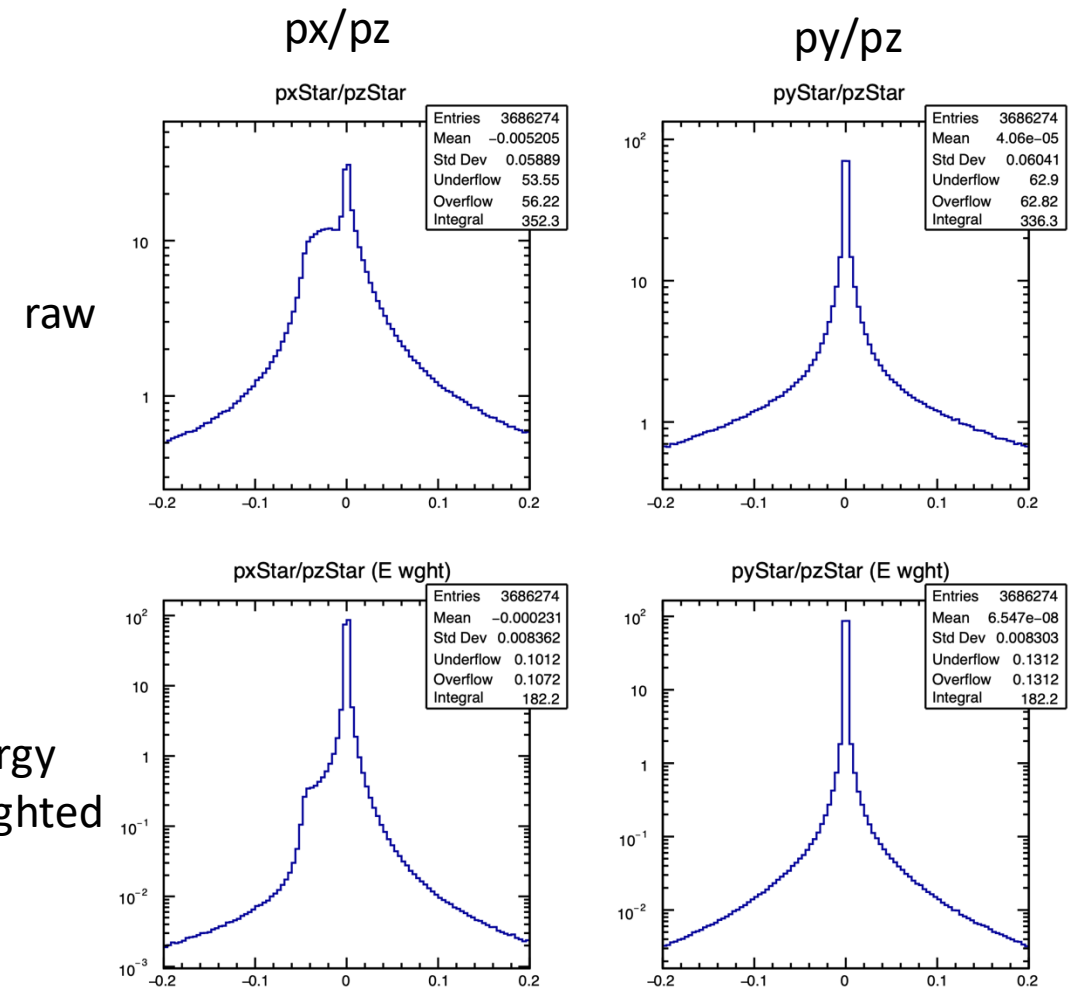 px/pz
py/pz
raw
pxStar/pzStar
Entries 3686274
Mean −0.005205
Std Dev 0.05889
Underflow 53.55
Overflow 56.22
Integral 352.3
10
1
−0.2 −0.1 0 0.1 0.2
pyStar/pzStar
Entries 3686274
Mean 4.06e−05
Std Dev 0.06041
Underflow 62.9
Overflow 62.82
Integral 336.3
10²
10
1
−0.2 −0.1 0 0.1 0.2
rgy
ghted
pxStar/pzStar (E wght)
Entries 3686274
Mean −0.000231
Std Dev 0.008362
Underflow 0.1012
Overflow 0.1072
Integral 182.2
10²
10
1
10⁻¹
10⁻²
10⁻³
−0.2 −0.1 0 0.1 0.2
pyStar/pzStar (E wght)
Entries 3686274
Mean 6.547e−08
Std Dev 0.008303
Underflow 0.1312
Overflow 0.1312
Integral 182.2
10²
10
1
10⁻¹
10⁻²
−0.2 −0.1 0 0.1 0.2